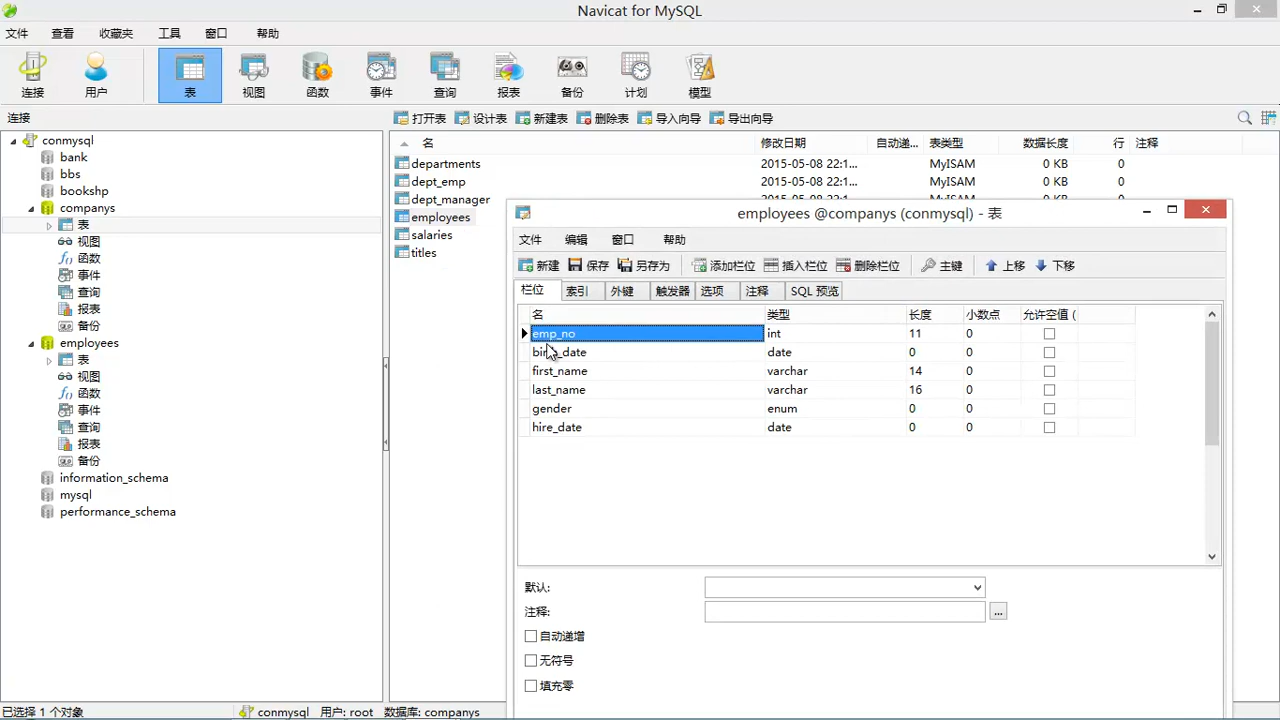 Navicat for MySQL
文件 查看 收藏夹 工具 窗口 帮助
连接 用户 表 视图 函数 事件 查询 报表 备份 计划 模型
连接
打开表 设计表 新建表 删除表 导入向导 导出向导
conmysql
bank
bbs
bookshp
companys
表
视图
函数
事件
查询
报表
备份
employees
表
视图
函数
事件
查询
报表
备份
information_schema
mysql
performance_schema
名 修改日期 自动递... 表类型 数据长度 行 注释
departments 2015-05-08 22:1... MyISAM 0 KB 0
dept_emp 2015-05-08 22:1... MyISAM 0 KB 0
dept_manager
employees
salaries
titles
employees @companys (conmysql) - 表
文件 编辑 窗口 帮助
新建 保存 另存为 添加栏位 插入栏位 删除栏位 主键 上移 下移
栏位 索引 外键 触发器 选项 注释 SQL 预览
名 类型 长度 小数点 允许空值 (
emp_no int 11 0
birth_date date 0 0
first_name varchar 14 0
last_name varchar 16 0
gender enum 0 0
hire_date date 0 0
默认:
注释:
...
自动递增
无符号
填充零
已选择 1 个对象 conmysql 用户: root 数据库: companys